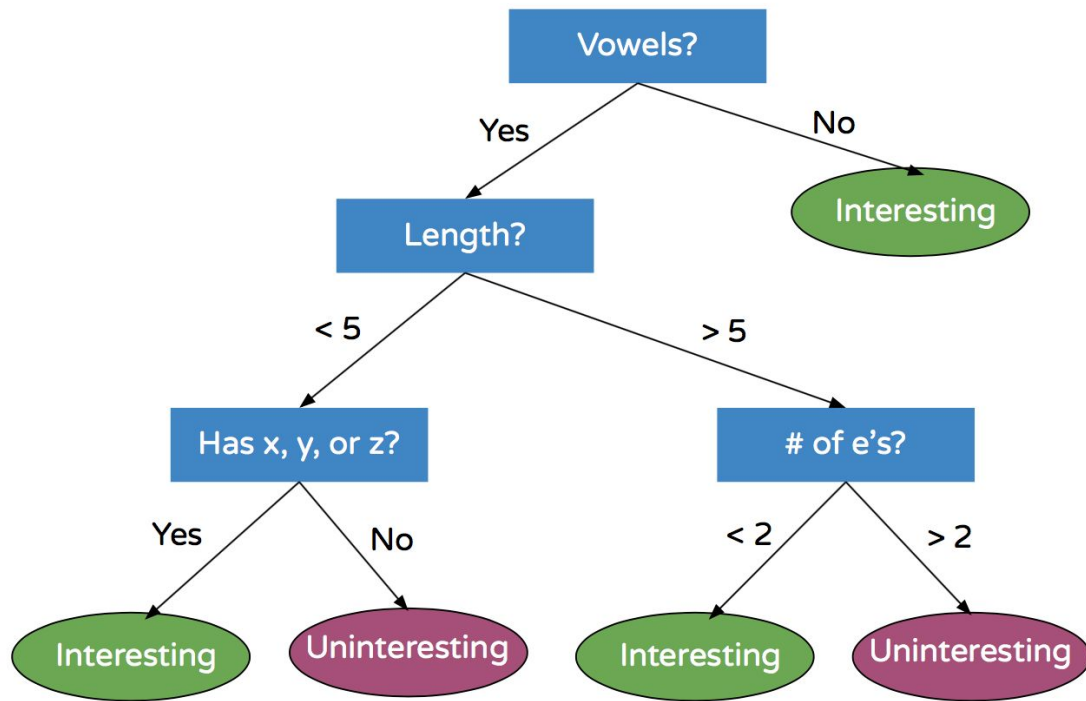 Vowels?
Yes
No
Interesting
Length?
< 5
> 5
Has x, y, or z?
# of e's?
Yes
No
< 2
> 2
Interesting
Uninteresting
Interesting
Uninteresting